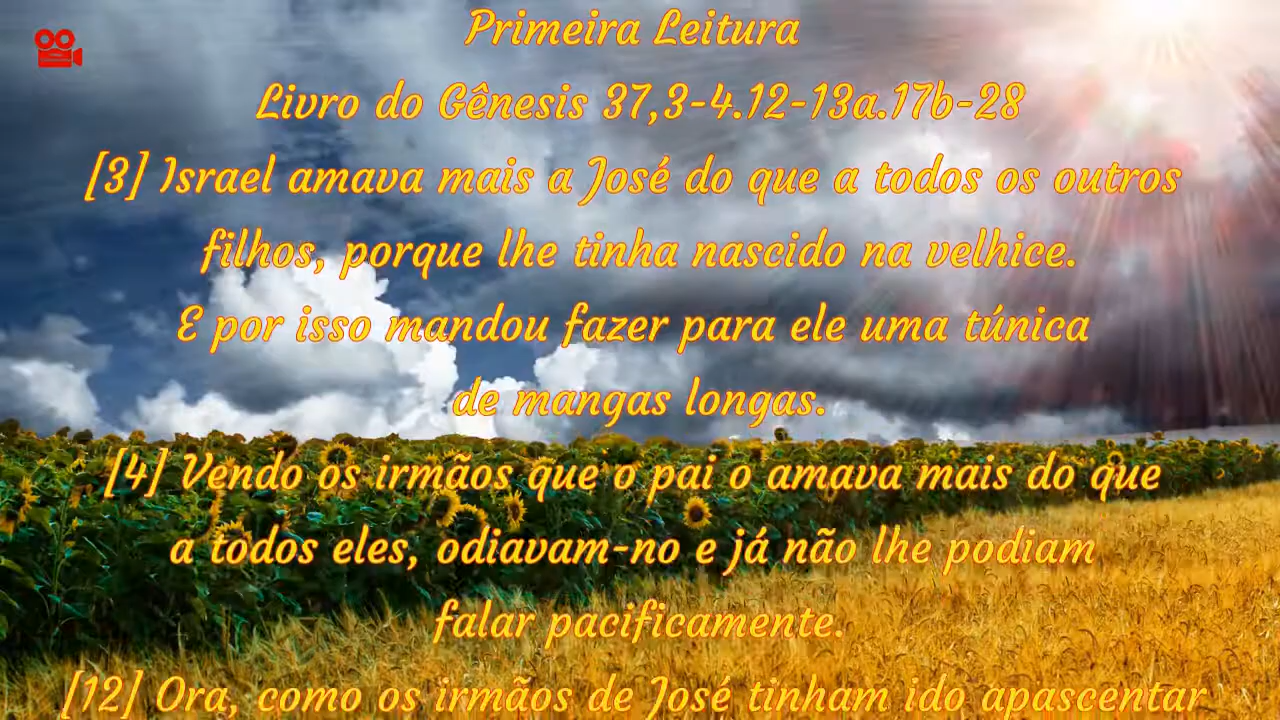 Primeira Leitura
Livro do Gênesis 37,3-4.12-13a.17b-28
[3] Israel amava mais a José do que a todos os outros
filhos, porque lhe tinha nascido na velhice.
E por isso mandou fazer para ele uma túnica
de mangas longas.
[4] Vendo os irmãos que o pai o amava mais do que
a todos eles, odiavam-no e já não lhe podiam
falar pacificamente.
[12] Ora, como os irmãos de José tinham ido apascentar